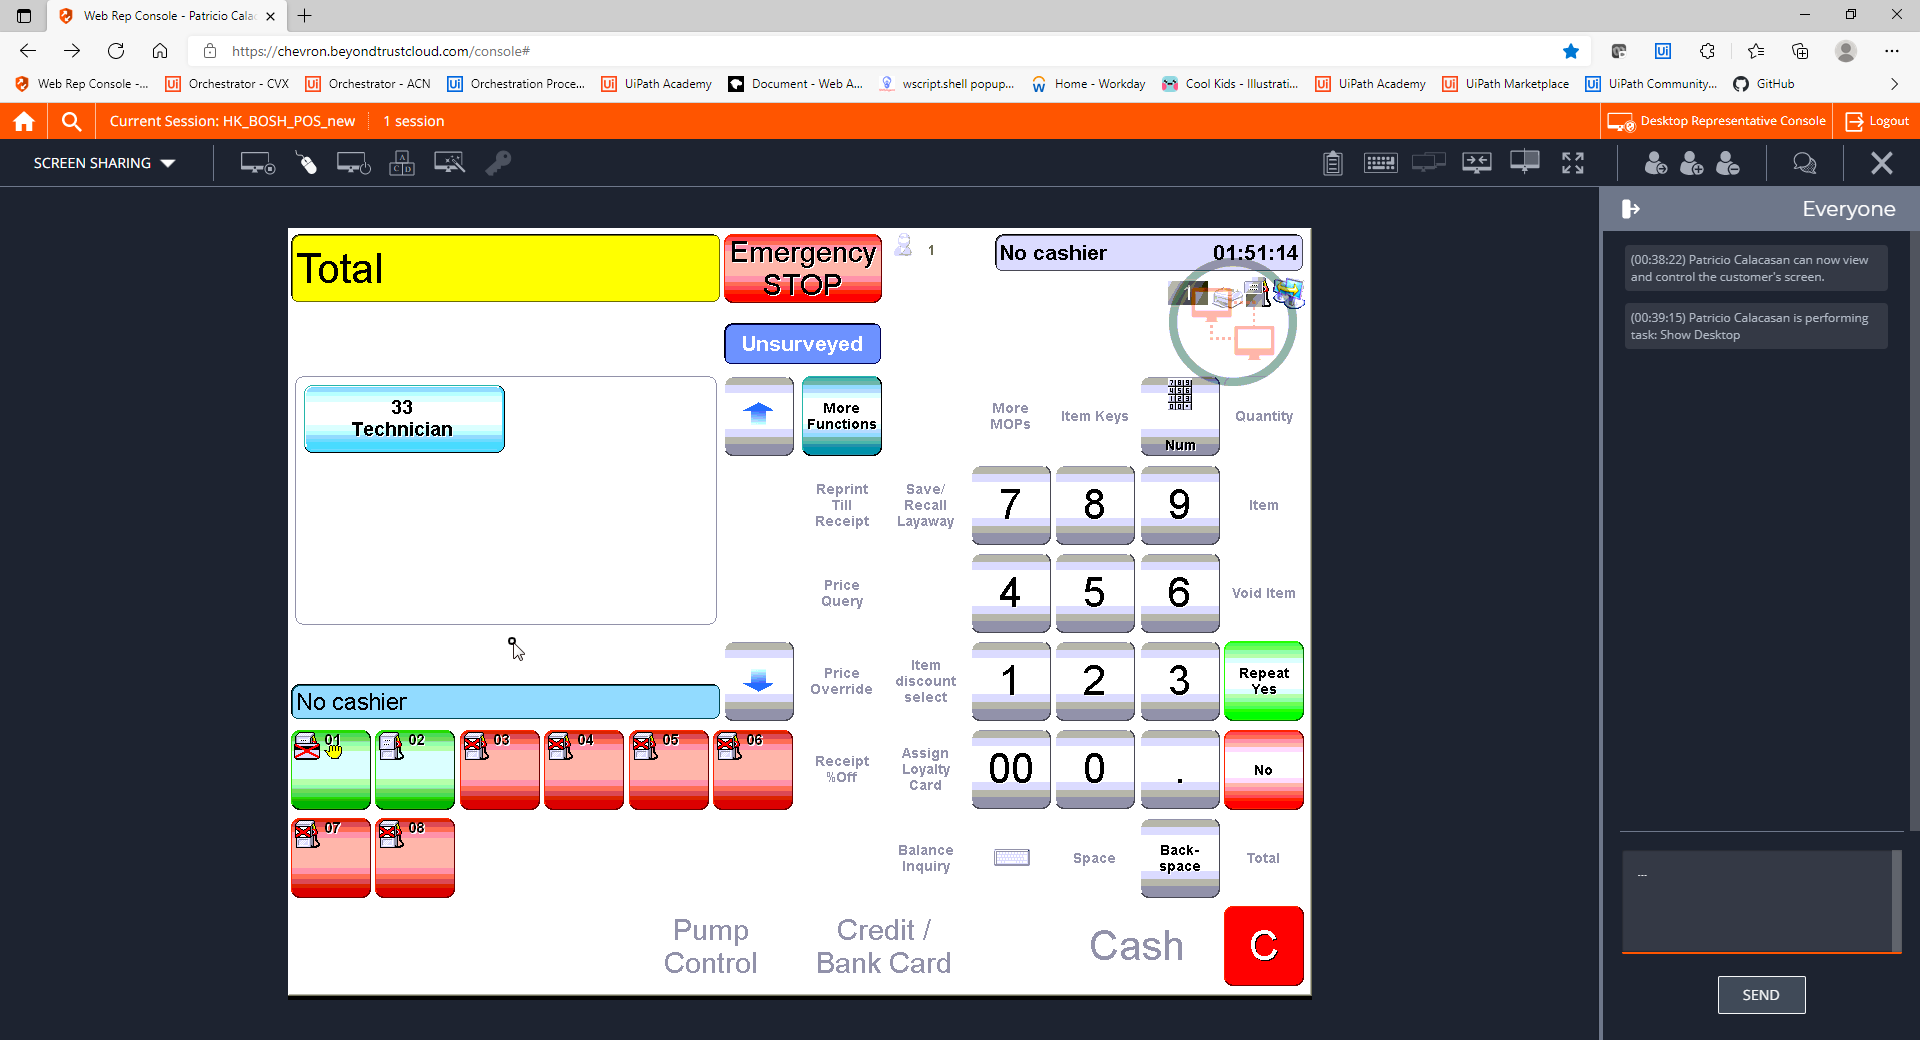 Web Rep Console - Patricio Cala
https://chevron.beyondtrustcloud.com/console#
Web Rep Console -...
Orchestrator - CVX
Orchestrator - ACN
Orchestration Proce...
UiPath Academy
Document - Web A...
wscript.shell popup...
Home - Workday
Cool Kids - Illustrati...
UiPath Academy
UiPath Marketplace
UiPath Community...
GitHub
Current Session: HK_BOSH_POS_new
1 session
Desktop Representative Console
Logout
SCREEN SHARING
Everyone
(00:38:22) Patricio Calacasan can now view
and control the customer's screen.
(00:39:15) Patricio Calacasan is performing
task: Show Desktop
Total
Emergency
STOP
1
No cashier 01:51:14
1
Unsurveyed
33
Technician
More
Functions
More
MOPs
Item Keys
Num
Quantity
Reprint
Till
Receipt
Save/
Recall
Layaway
7
8
9
Item
Price
Query
4
5
6
Void Item
Price
Override
Item
discount
select
1
2
3
Repeat
Yes
No cashier
01
02
03
04
05
06
Receipt
%Off
Assign
Loyalty
Card
00
0
.
No
07
08
Balance
Inquiry
Space
Back-
space
Total
Pump
Control
Credit /
Bank Card
Cash
C
...
SEND